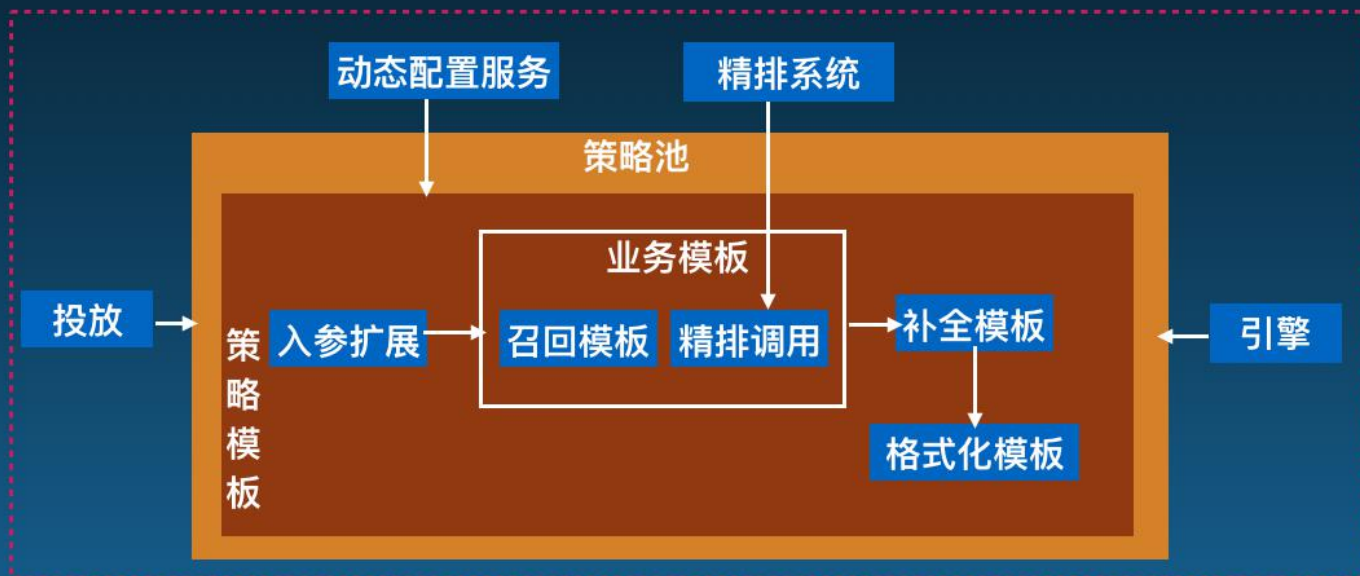 动态配置服务
精排系统
策略池
业务模板
投放
策略模板
入参扩展
召回模板
精排调用
补全模板
引擎
格式化模板